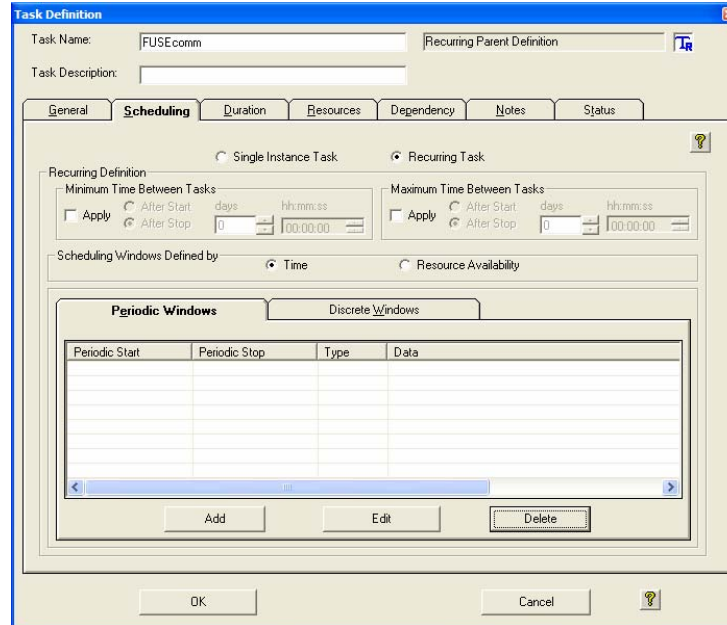 Task Definition
Task Name: FUSEcomm Recurring Parent Definition TR
Task Description:
General Scheduling Duration Resources Dependency Notes Status
?
Single Instance Task Recurring Task
Recurring Definition
Minimum Time Between Tasks Maximum Time Between Tasks
After Start days hh:mm:ss After Start days hh:mm:ss
Apply After Stop 0 00:00:00 Apply After Stop 0 00:00:00
Scheduling Windows Defined by
Time Resource Availability
Periodic Windows Discrete Windows
Periodic Start Periodic Stop Type Data
Add Edit Delete
OK Cancel ?